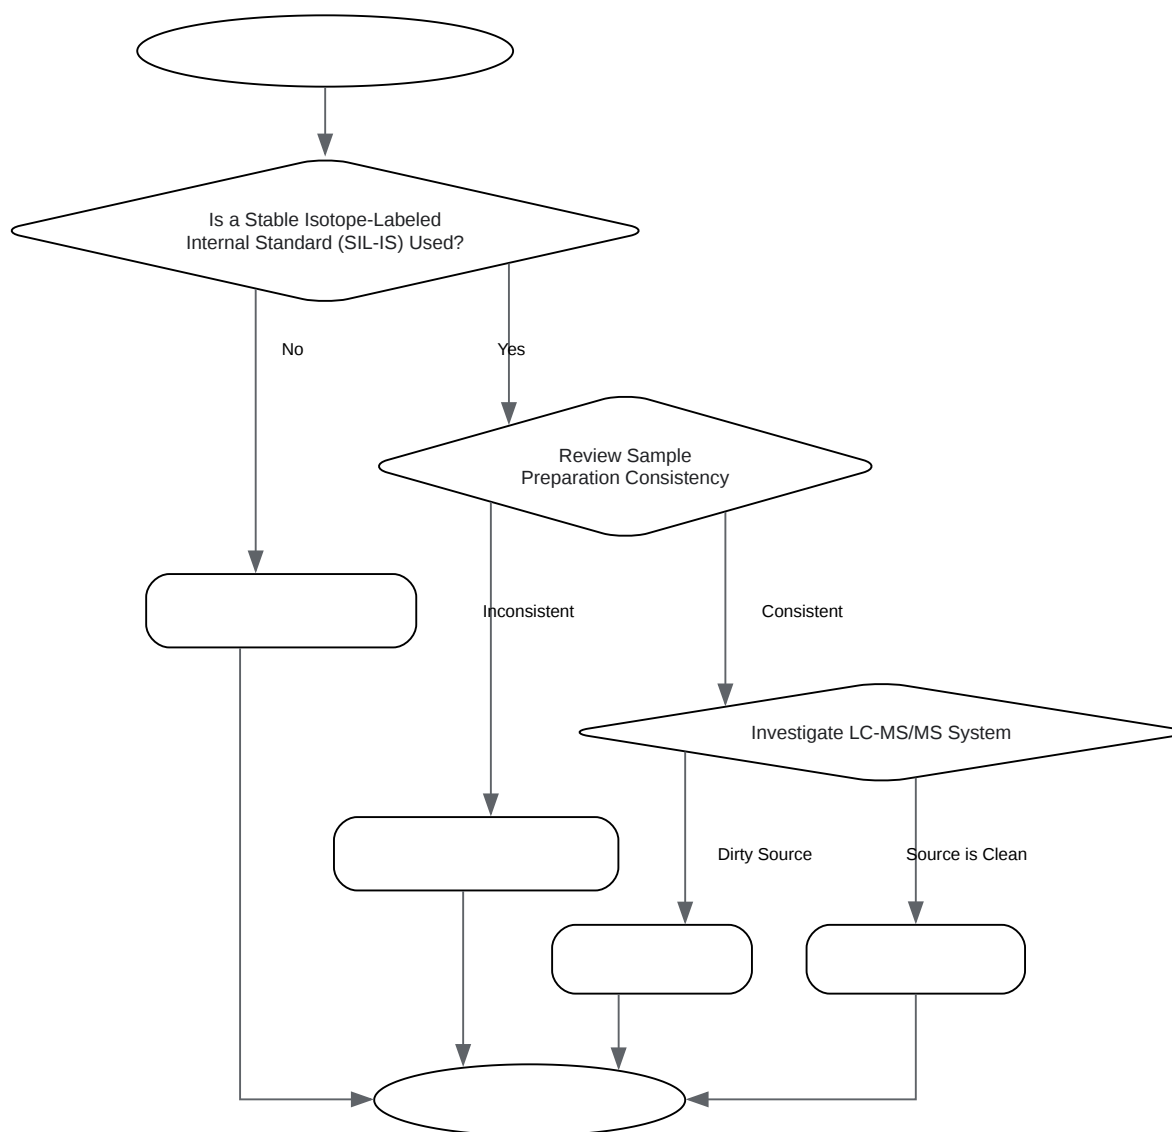 Is a Stable Isotope-Labeled
Internal Standard (SIL-IS) Used?
No
Yes
Review Sample
Preparation Consistency
Inconsistent
Consistent
Investigate LC-MS/MS System
Dirty Source
Source is Clean